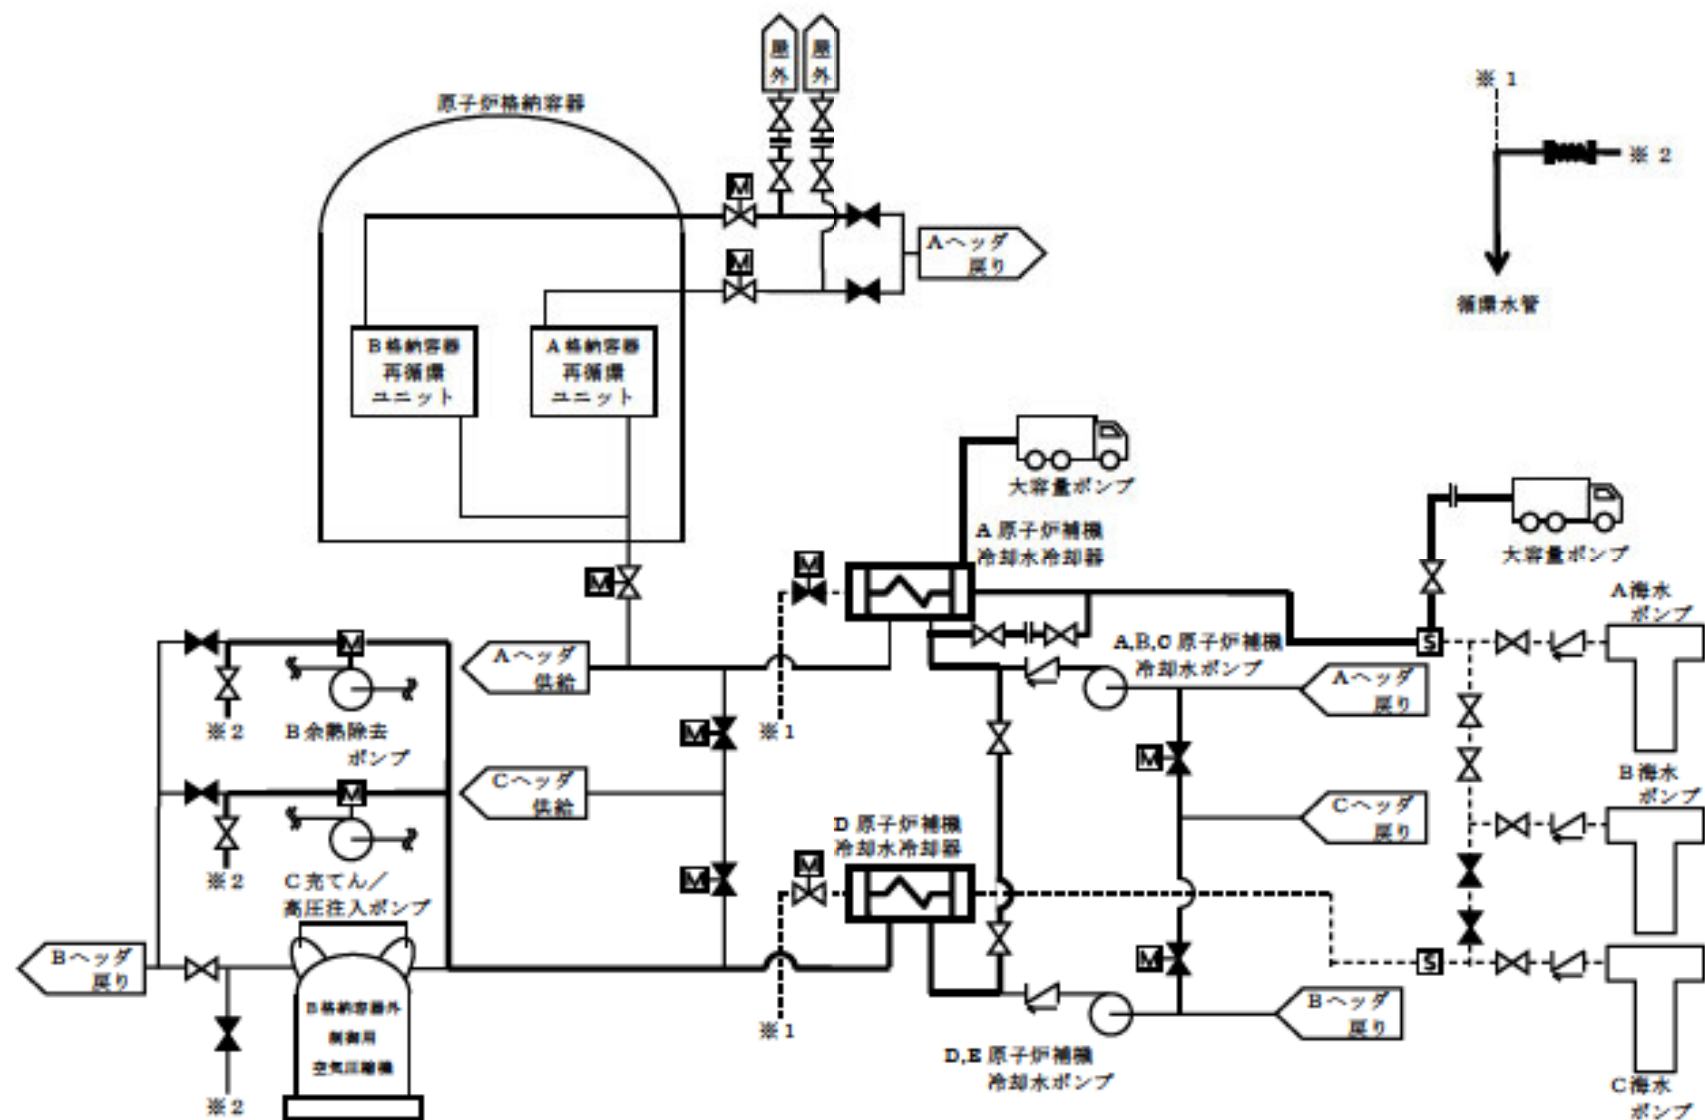 屋外
屋外
※1
原子炉格納容器
※2
Aヘッダ
戻り
循環水管
B格納容器
再循環
ユニット
A格納容器
再循環
ユニット
大容量ポンプ
大容量ポンプ
A原子炉補機
冷却水冷却器
A海水
ポンプ
A,B,C原子炉補機
冷却水ポンプ
M
M
M
M
M
M
M
M
M
M
M
M
S
S
Aヘッダ
供給
Aヘッダ
戻り
※2
B余熱除去
ポンプ
※1
B海水
ポンプ
Cヘッダ
供給
Cヘッダ
戻り
D原子炉補機
冷却水冷却器
※2
C充てん/
高圧注入ポンプ
Bヘッダ
戻り
B格納容器外
制御用
空気圧縮機
※1
Bヘッダ
戻り
D,E原子炉補機
冷却水ポンプ
C海水
ポンプ
※2